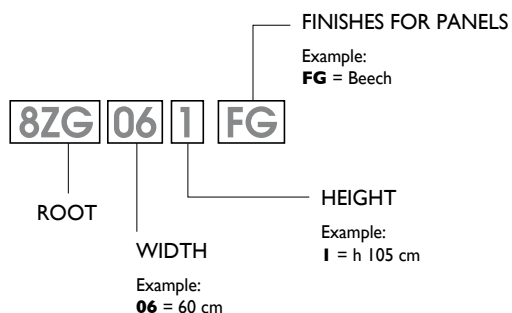 FINISHES FOR PANELS
Example:
FG = Beech
8ZG 06 1 FG
ROOT
HEIGHT
Example:
1 = h 105 cm
WIDTH
Example:
06 = 60 cm